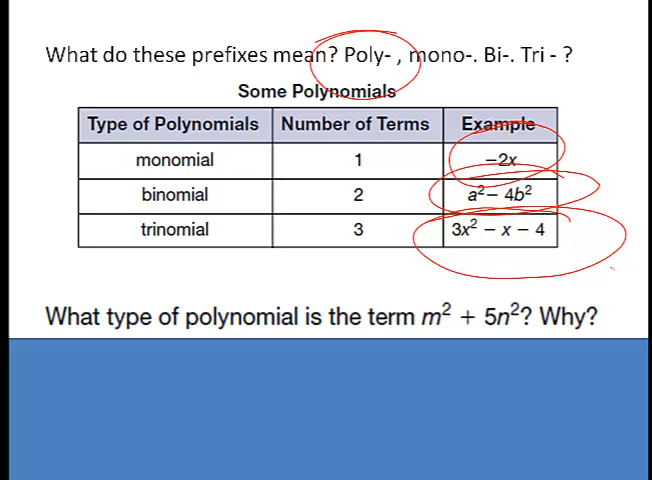 What do these prefixes mean? Poly- , mono-. Bi-. Tri - ?
Some Polynomials
Type of Polynomials Number of Terms Example
monomial 1 −2x
binomial 2 a² − 4b²
trinomial 3 3x² − x − 4
What type of polynomial is the term m² + 5n²? Why?